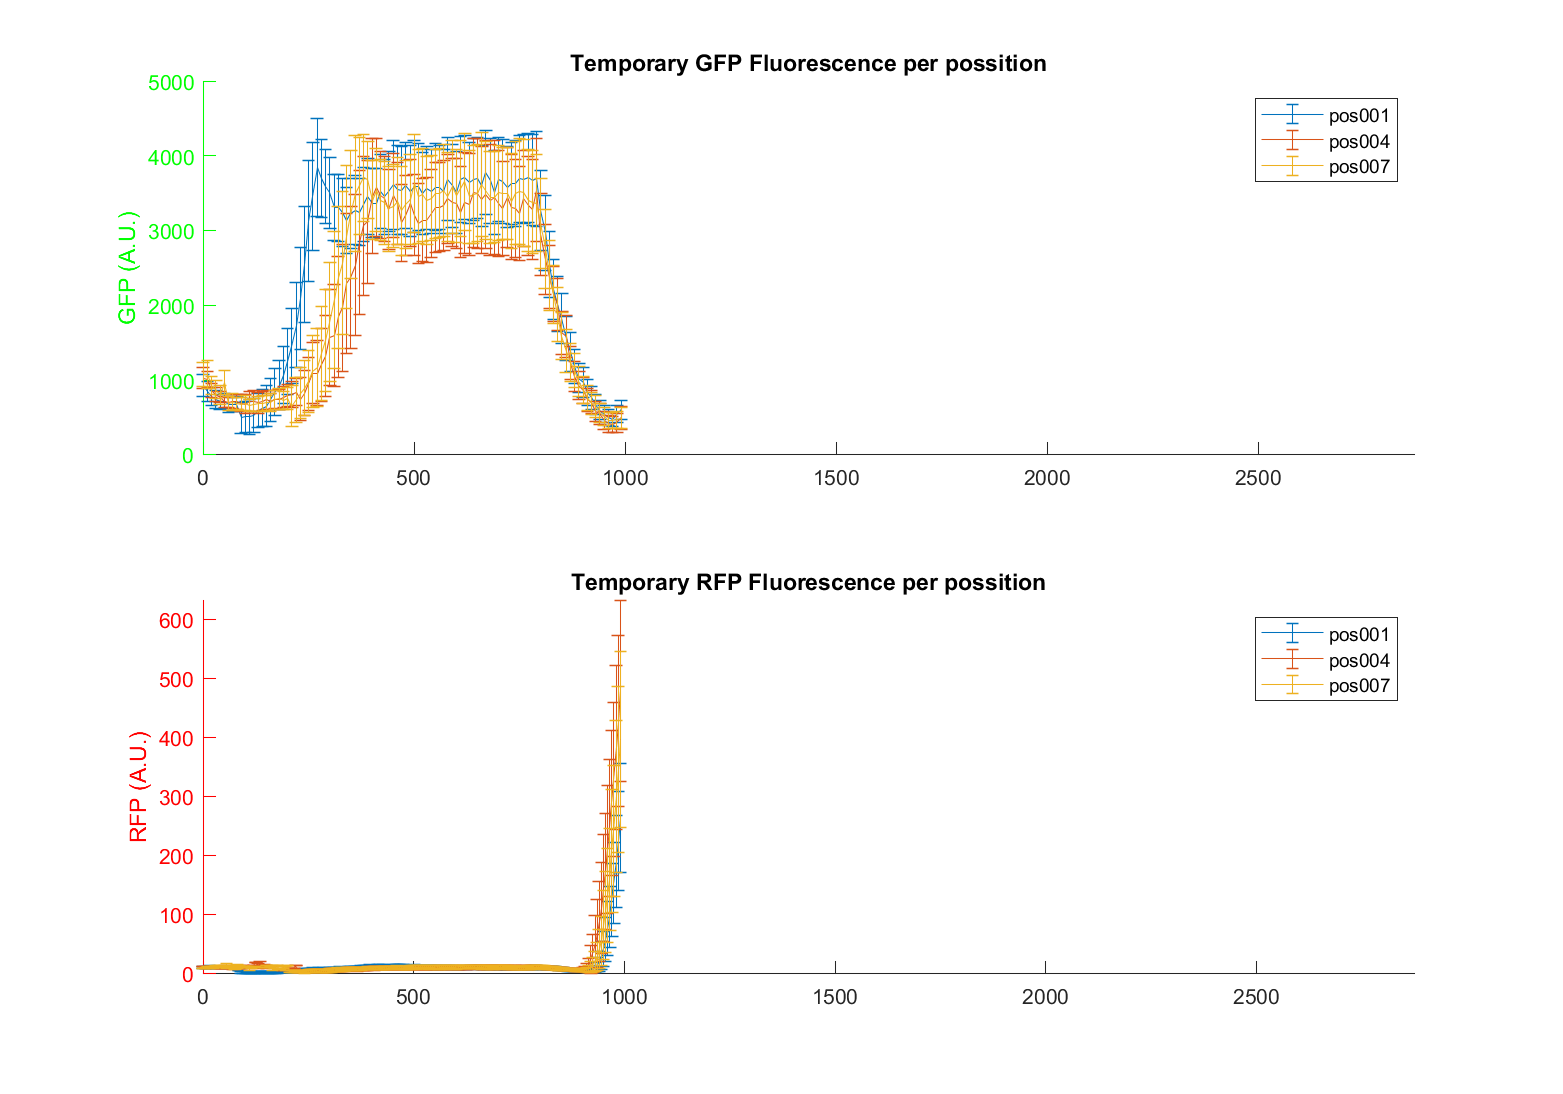 Temporary GFP Fluorescence per possition
GFP (A.U.)
5000
4000
3000
2000
1000
0
0 500 1000 1500 2000 2500
pos001
pos004
pos007
Temporary RFP Fluorescence per possition
RFP (A.U.)
600
500
400
300
200
100
0
0 500 1000 1500 2000 2500
pos001
pos004
pos007